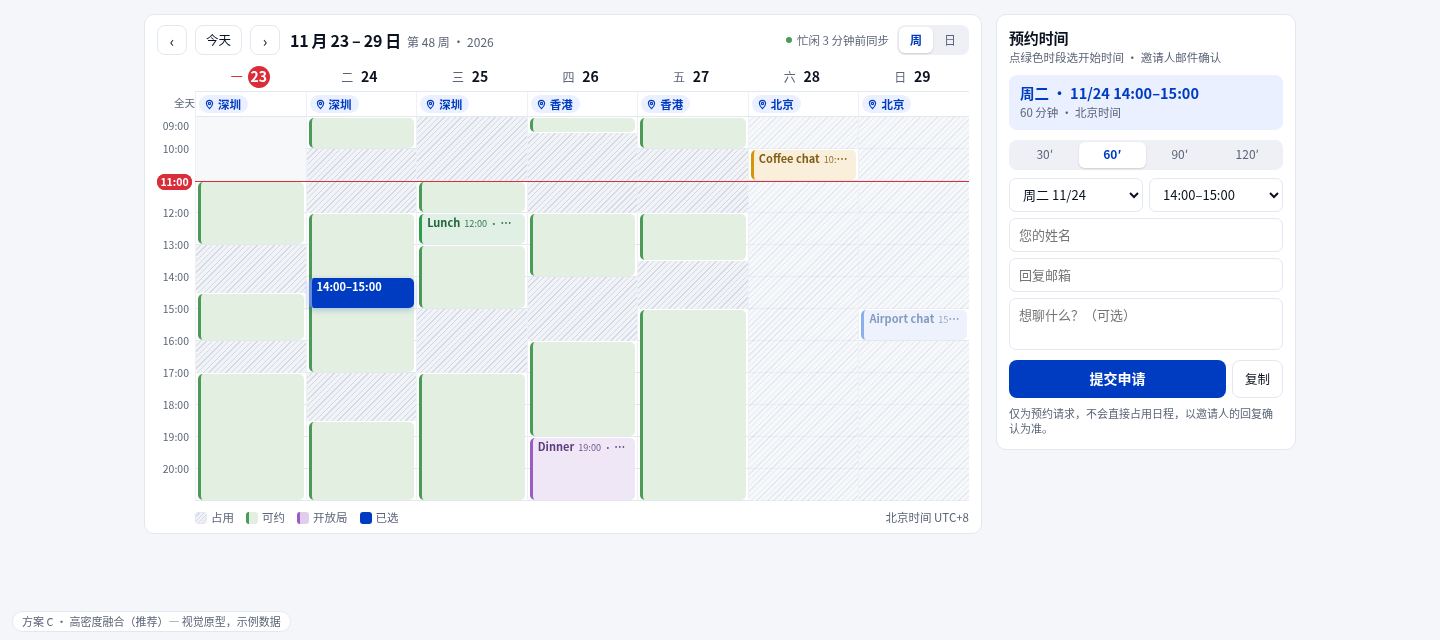 ‹ 今天 › 11 月 23 – 29 日 第 48 周 · 2026
忙闲 3 分钟前同步 周 日
一 23 二 24 三 25 四 26 五 27 六 28 日 29
全天 深圳 深圳 深圳 香港 香港 北京 北京
09:00
10:00
Coffee chat 10:···
11:00
12:00
Lunch 12:00 · ···
13:00
14:00
14:00–15:00
15:00
Airport chat 15···
16:00
17:00
18:00
19:00
Dinner 19:00 · ···
20:00
占用 可约 开放局 已选 北京时间 UTC+8
预约时间
点绿色时段选开始时间 · 邀请人邮件确认
周二 · 11/24 14:00–15:00
60 分钟 · 北京时间
30′ 60′ 90′ 120′
周二 11/24 14:00–15:00
您的姓名
回复邮箱
想聊什么？（可选）
提交申请 复制
仅为预约请求，不会直接占用日程，以邀请人的回复确
认为准。
方案 C · 高密度融合（推荐）— 视觉原型，示例数据